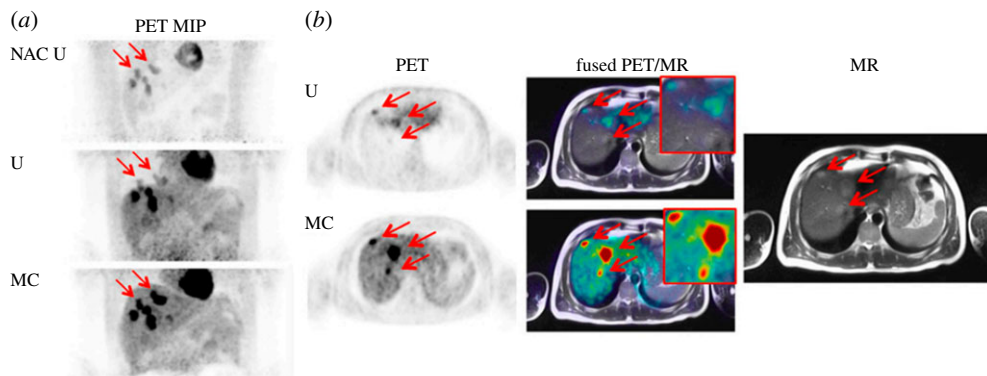 (a)
PET MIP
NAC U
U
MC
(b)
PET
fused PET/MR
MR
U
MC